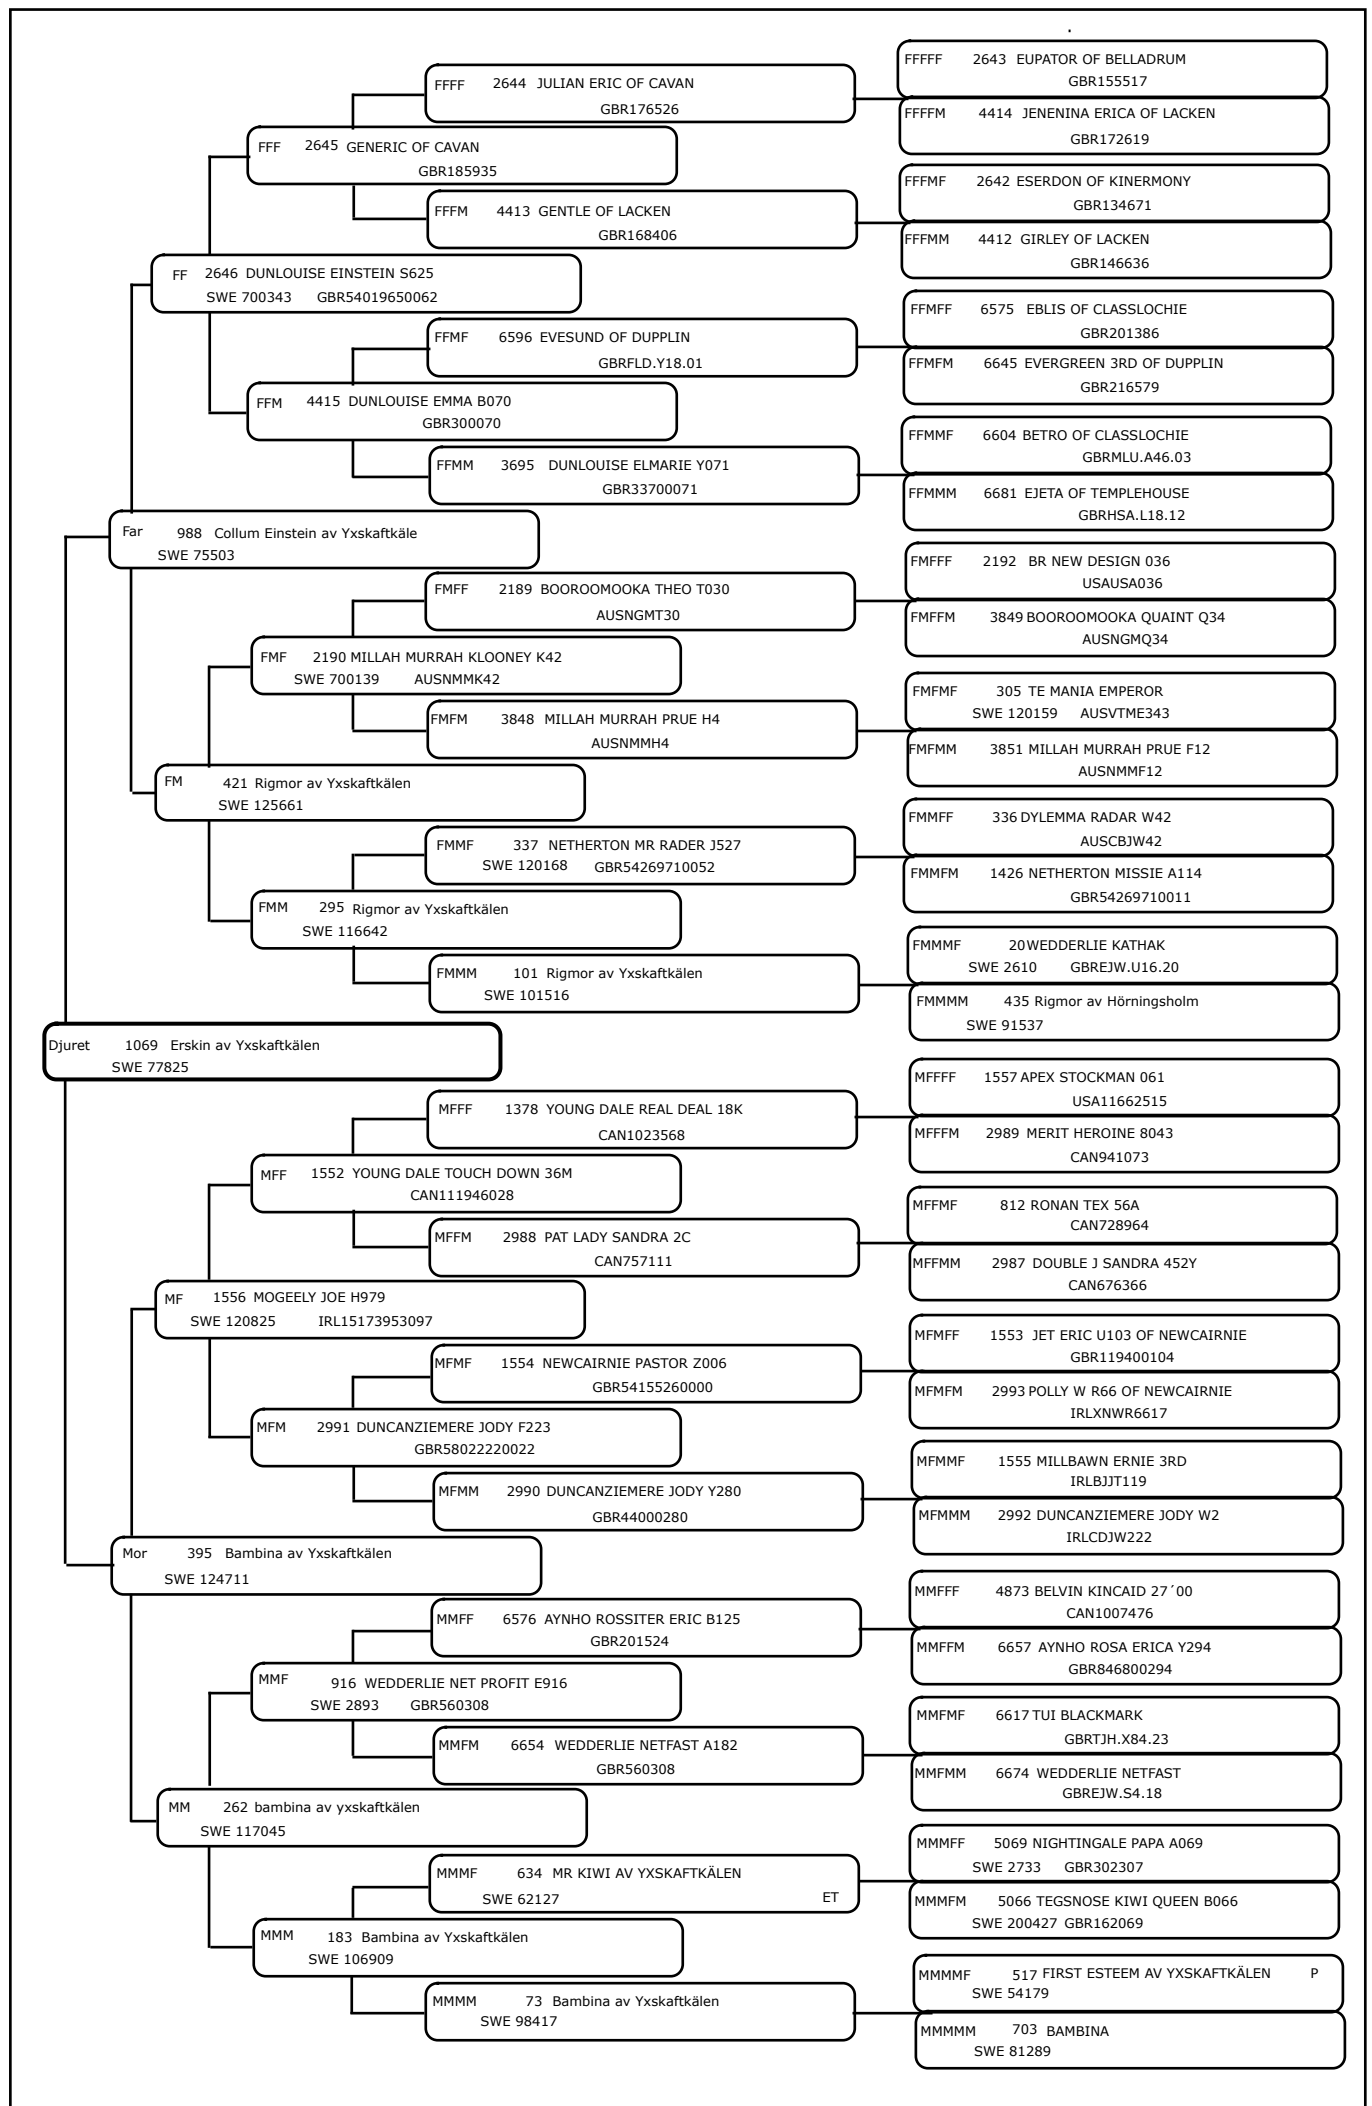 FFFFF 2643 EUPATOR OF BELLADRUM
GBR155517
FFFF 2644 JULIAN ERIC OF CAVAN
GBR176526
FFFFM 4414 JENENINA ERICA OF LACKEN
GBR172619
FFF 2645 GENERIC OF CAVAN
GBR185935
FFFMF 2642 ESERDON OF KINERMONY
GBR134671
FFFM 4413 GENTLE OF LACKEN
GBR168406
FFFMM 4412 GIRLEY OF LACKEN
GBR146636
FF 2646 DUNLOUISE EINSTEIN S625
SWE 700343 GBR54019650062
FFMFF 6575 EBLIS OF CLASSLOCHIE
GBR201386
FFMF 6596 EVESUND OF DUPPLIN
GBRFLD.Y18.01
FFMFM 6645 EVERGREEN 3RD OF DUPPLIN
GBR216579
FFM 4415 DUNLOUISE EMMA B070
GBR300070
FFMMF 6604 BETRO OF CLASSLOCHIE
GBRMLU.A46.03
FFMM 3695 DUNLOUISE ELMARIE Y071
GBR33700071
FFMMM 6681 EJETA OF TEMPLEHOUSE
GBRHSA.L18.12
Far 988 Collum Einstein av Yxskaftkäle
SWE 75503
FMFFF 2192 BR NEW DESIGN 036
USAUSA036
FMFF 2189 BOOROOMOOKA THEO T030
AUSNGMT30
FMFFM 3849 BOOROOMOOKA QUAINT Q34
AUSNGMQ34
FMF 2190 MILLAH MURRAH KLOONEY K42
SWE 700139 AUSNMMK42
FMFMF 305 TE MANIA EMPEROR
SWE 120159 AUSVTME343
FMFM 3848 MILLAH MURRAH PRUE H4
AUSNMMH4
FMFMM 3851 MILLAH MURRAH PRUE F12
AUSNMMF12
FM 421 Rigmor av Yxskaftkälen
SWE 125661
FMMFF 336 DYLEMMA RADAR W42
AUSCBJW42
FMMF 337 NETHERTON MR RADER J527
SWE 120168 GBR54269710052
FMMFM 1426 NETHERTON MISSIE A114
GBR54269710011
FMM 295 Rigmor av Yxskaftkälen
SWE 116642
FMMMF 20 WEDDERLIE KATHAK
SWE 2610 GBREJW.U16.20
FMMM 101 Rigmor av Yxskaftkälen
SWE 101516
FMMMM 435 Rigmor av Hörningsholm
SWE 91537
Djuret 1069 Erskin av Yxskaftkälen
SWE 77825
MFFFF 1557 APEX STOCKMAN 061
USA11662515
MFFF 1378 YOUNG DALE REAL DEAL 18K
CAN1023568
MFFFM 2989 MERIT HEROINE 8043
CAN941073
MFF 1552 YOUNG DALE TOUCH DOWN 36M
CAN111946028
MFFMF 812 RONAN TEX 56A
CAN728964
MFFM 2988 PAT LADY SANDRA 2C
CAN757111
MFFMM 2987 DOUBLE J SANDRA 452Y
CAN676366
MF 1556 MOGEELY JOE H979
SWE 120825 IRL15173953097
MFMFF 1553 JET ERIC U103 OF NEWCAIRNIE
GBR119400104
MFMF 1554 NEWCAIRNIE PASTOR Z006
GBR54155260000
MFMFM 2993 POLLY W R66 OF NEWCAIRNIE
IRLXNWR6617
MFM 2991 DUNCANZIEMERE JODY F223
GBR58022220022
MFMMF 1555 MILLBAWN ERNIE 3RD
IRLBJJT119
MFMM 2990 DUNCANZIEMERE JODY Y280
GBR44000280
MFMMM 2992 DUNCANZIEMERE JODY W2
IRLCDJW222
Mor 395 Bambina av Yxskaftkälen
SWE 124711
MMFFF 4873 BELVIN KINCAID 27´00
CAN1007476
MMFF 6576 AYNHO ROSSITER ERIC B125
GBR201524
MMFFM 6657 AYNHO ROSA ERICA Y294
GBR846800294
MMF 916 WEDDERLIE NET PROFIT E916
SWE 2893 GBR560308
MMFMF 6617 TUI BLACKMARK
GBRTJH.X84.23
MMFM 6654 WEDDERLIE NETFAST A182
GBR560308
MMFMM 6674 WEDDERLIE NETFAST
GBREJW.S4.18
MM 262 bambina av yxskaftkälen
SWE 117045
MMMFF 5069 NIGHTINGALE PAPA A069
SWE 2733 GBR302307
MMMF 634 MR KIWI AV YXSKAFTKÄLEN
SWE 62127 ET
MMMFM 5066 TEGSNOSE KIWI QUEEN B066
SWE 200427 GBR162069
MMM 183 Bambina av Yxskaftkälen
SWE 106909
MMMMF 517 FIRST ESTEEM AV YXSKAFTKÄLEN P
SWE 54179
MMMM 73 Bambina av Yxskaftkälen
SWE 98417
MMMMM 703 BAMBINA
SWE 81289